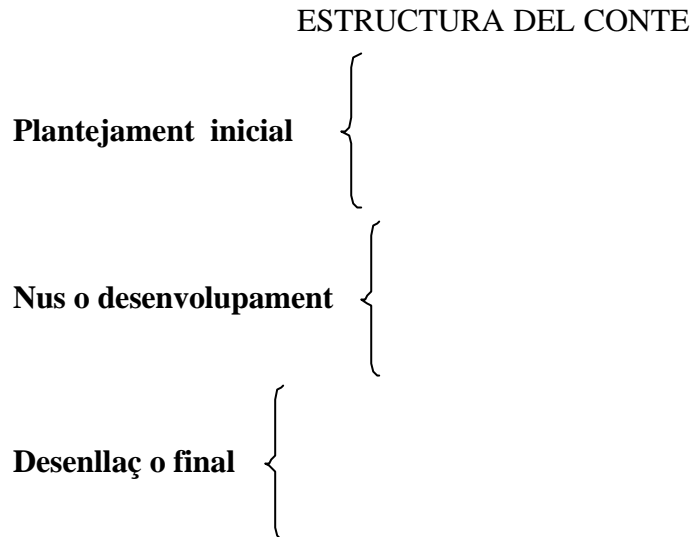 ESTRUCTURA DEL CONTE
Plantejament inicial
Nus o desenvolupament
Desenllaç o final